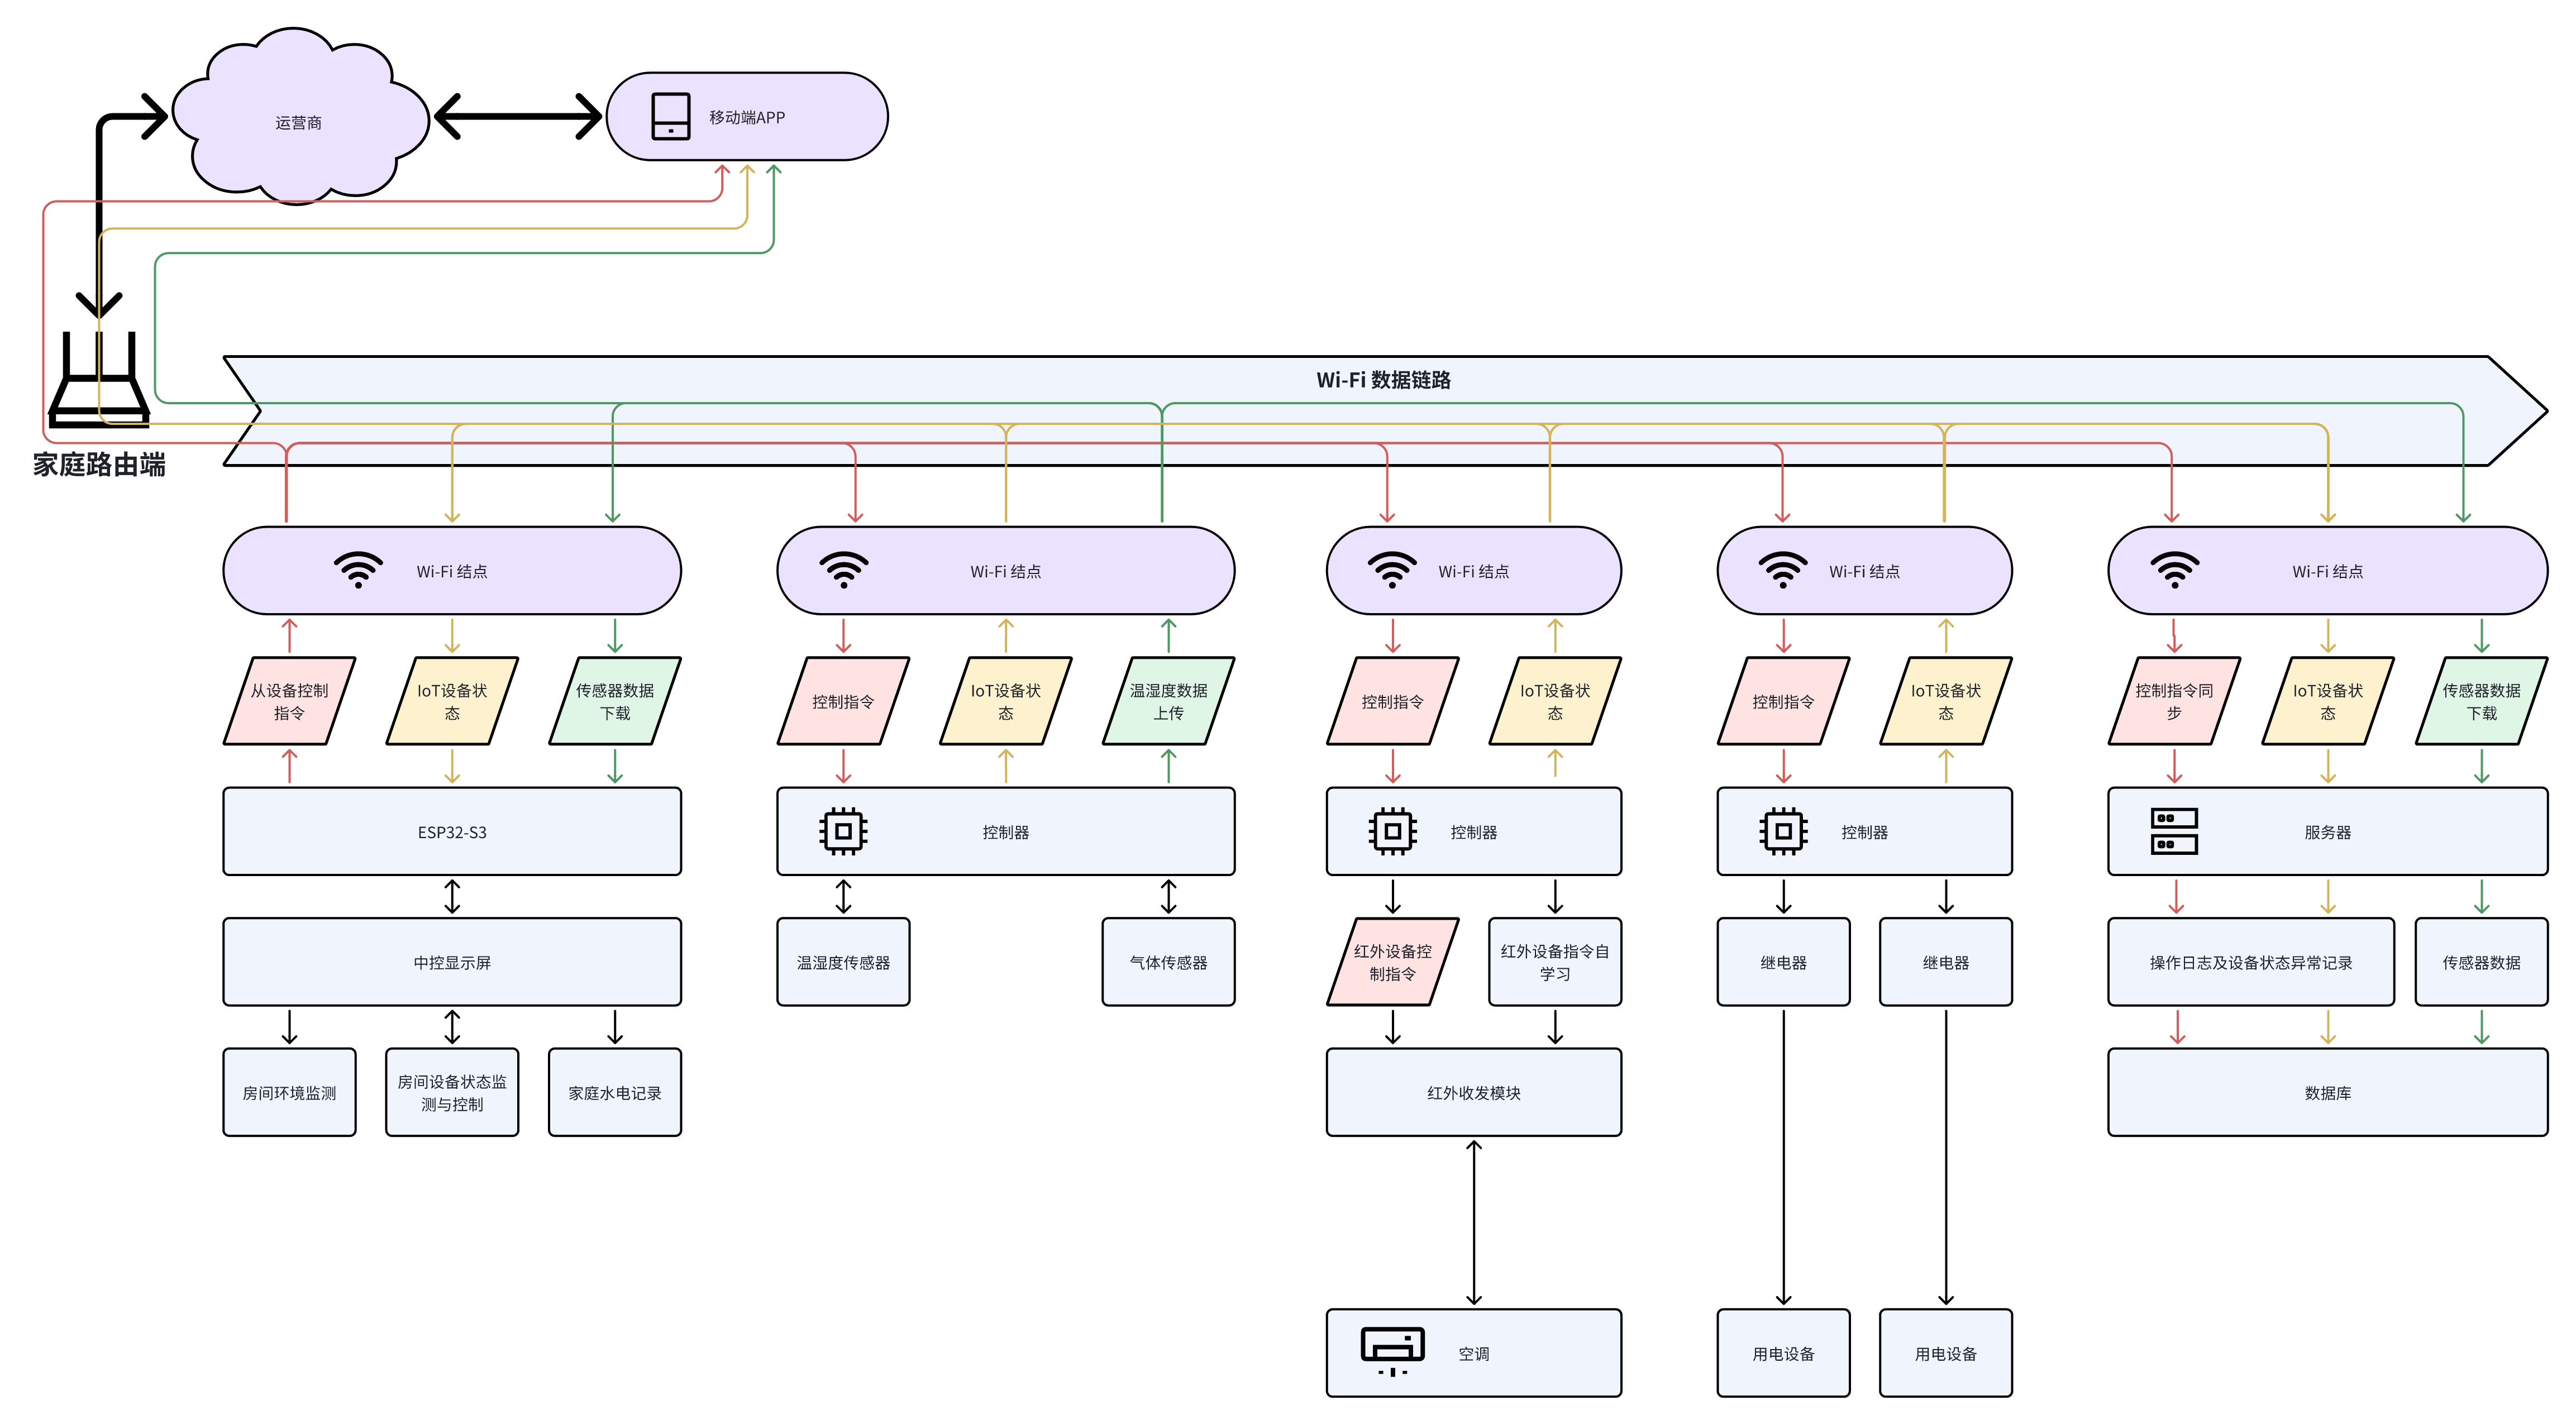 运营商
移动端APP
Wi-Fi 数据链路
家庭路由端
Wi-Fi 结点
Wi-Fi 结点
Wi-Fi 结点
Wi-Fi 结点
Wi-Fi 结点
从设备控制
指令
IoT设备状
态
传感器数据
下载
控制指令
IoT设备状
态
温湿度数据
上传
控制指令
IoT设备状
态
控制指令
IoT设备状
态
控制指令同
步
IoT设备状
态
传感器数据
下载
ESP32-S3
控制器
控制器
控制器
服务器
中控显示屏
温湿度传感器
气体传感器
红外设备控
制指令
红外设备指令自
学习
继电器
继电器
操作日志及设备状态异常记录
传感器数据
房间环境监测
房间设备状态监
测与控制
家庭水电记录
红外收发模块
数据库
空调
用电设备
用电设备